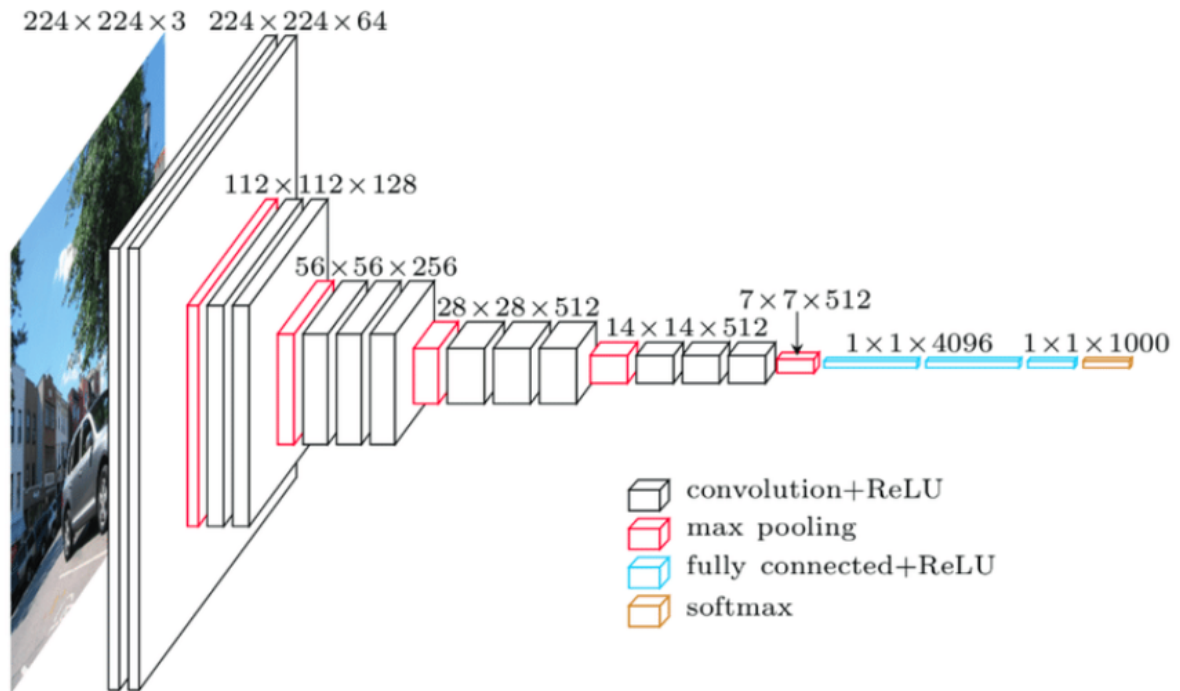 224×224×3
224×224×64
112×112×128
56×56×256
28×28×512
14×14×512
7×7×512
1×1×4096
1×1×1000
convolution+ReLU
max pooling
fully connected+ReLU
softmax